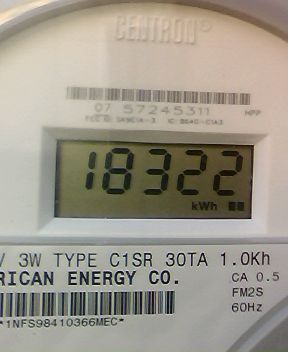 CENTRON®
07 57245311 HPP
18322
kWh
V 3W TYPE C1SR 30TA 1.0Kh
RICAN ENERGY CO. CA 0.5
FM2S
*1NFS98410366MEC* 60Hz